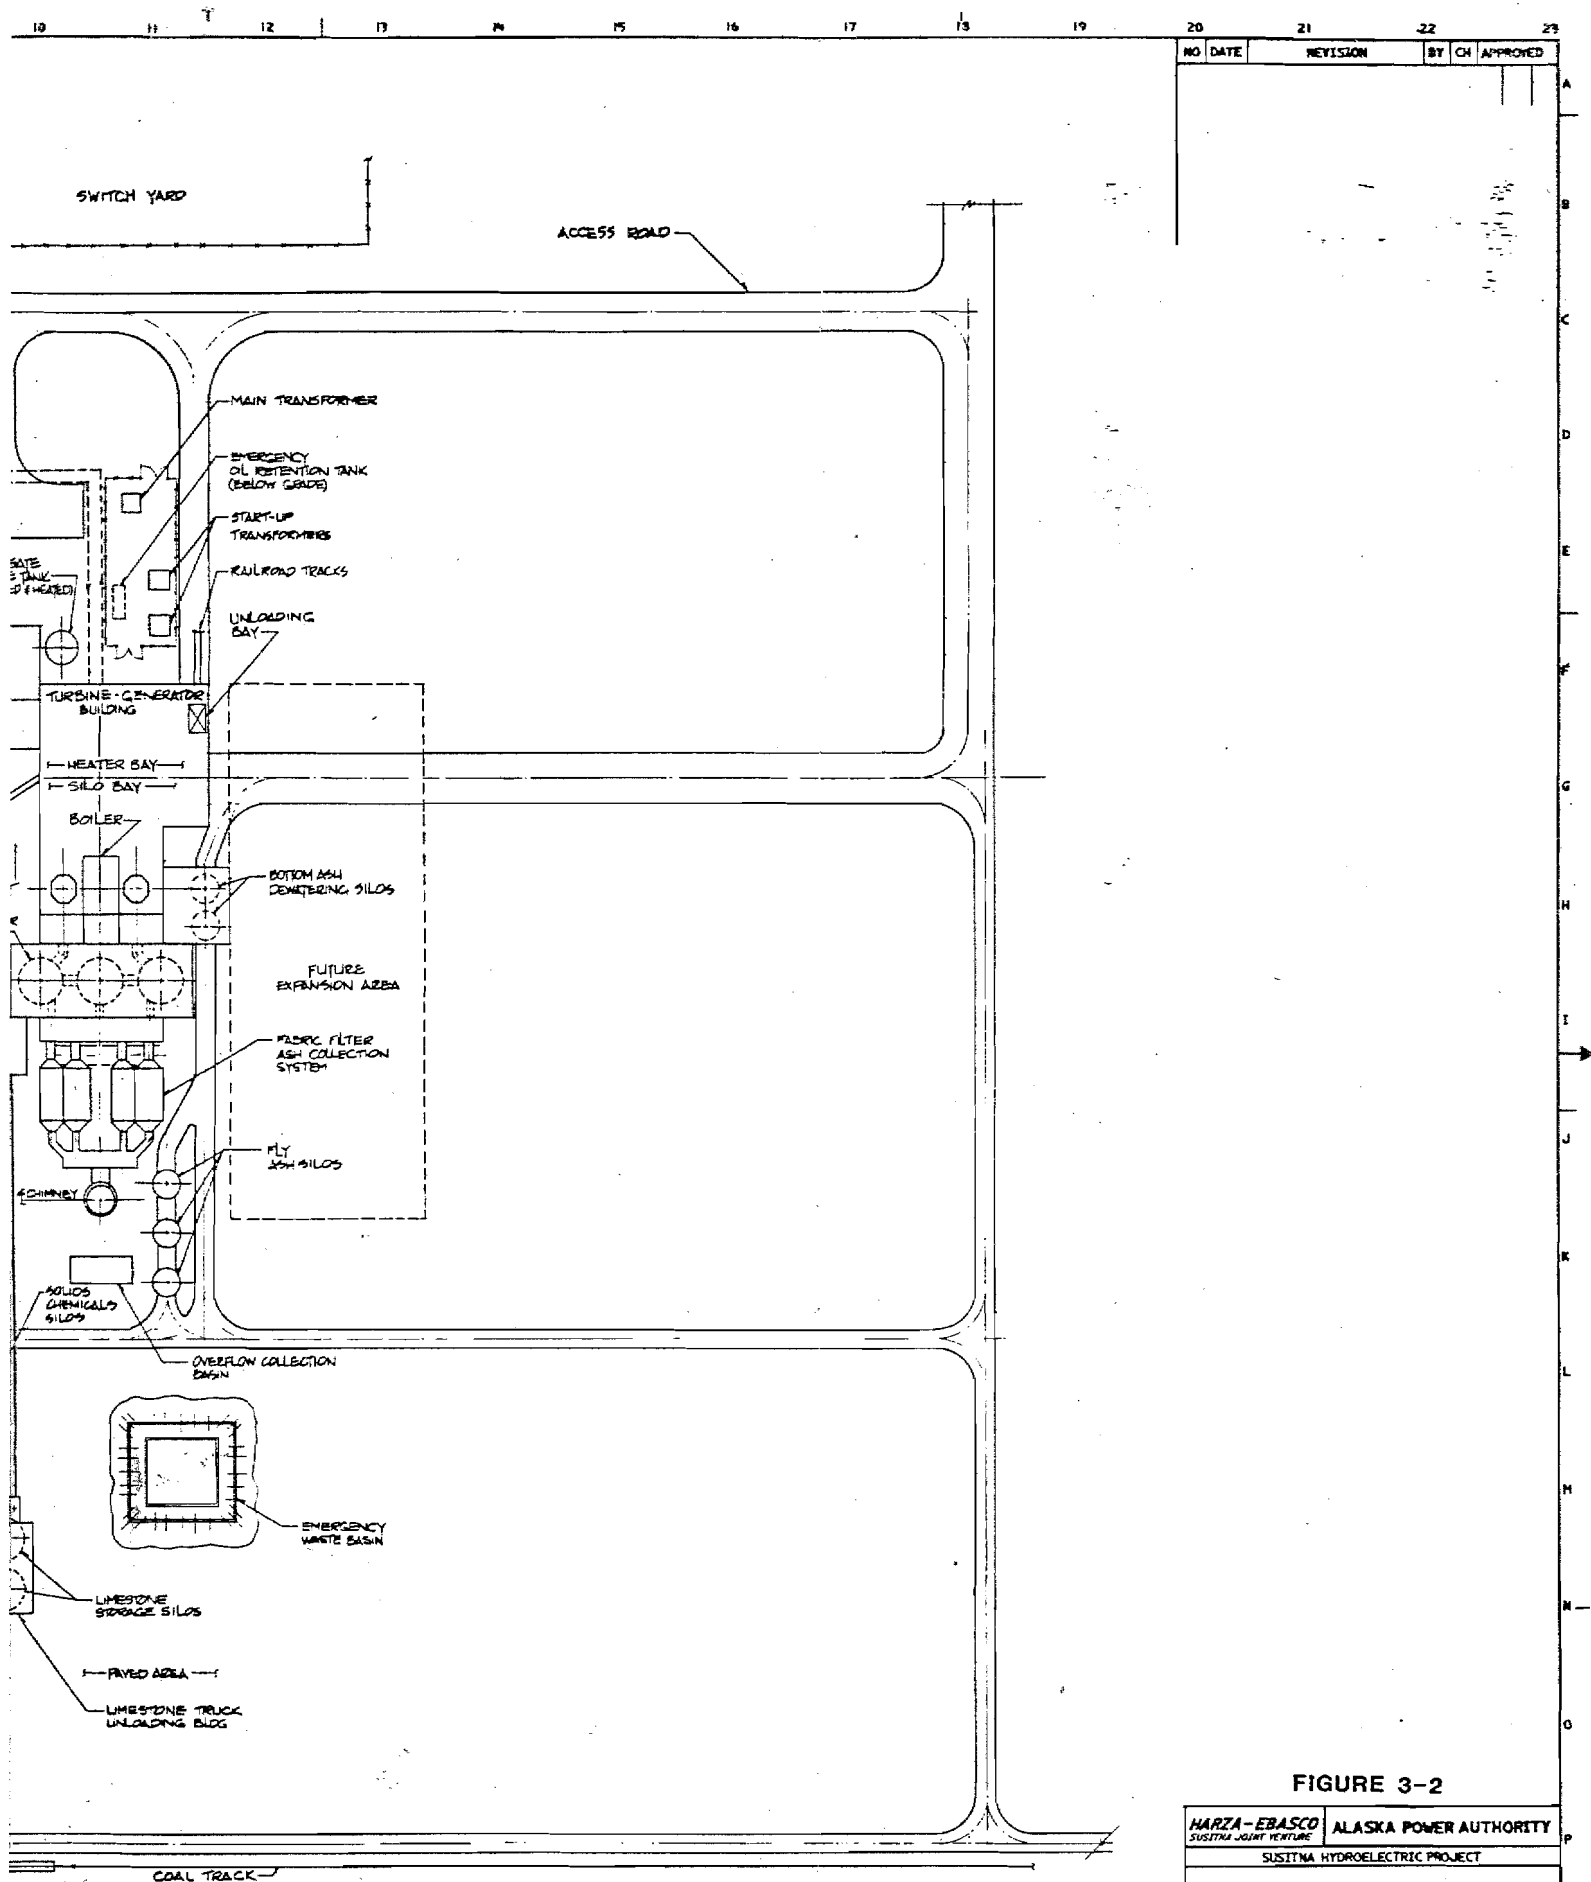 10 11 12 13 14 15 16 17 18 19 20 21 22 23
NO DATE REVISION BY CH APPROVED
A
SWITCH YARD
B
ACCESS ROAD
C
MAIN TRANSFORMER
D
EMERGENCY
OIL RETENTION TANK
(BELOW GRADE)
START-UP
TRANSFORMERS
E
TANK
RAILROAD TRACKS
UNLOADING
BAY
F
TURBINE-GENERATOR
BUILDING
HEATER BAY
SILO BAY
G
BOILER
BOTTOM ASH
DEWATERING SILOS
H
FUTURE
EXPANSION AREA
I
FABRIC FILTER
ASH COLLECTION
SYSTEM
J
FLY
ASH SILOS
CHIMNEY
K
SOLIDS
CHEMICALS
SILOS
OVERFLOW COLLECTION
BASIN
L
M
EMERGENCY
WASTE BASIN
LIMESTONE
STORAGE SILOS
N
PAVED AREA
LIMESTONE TRUCK
UNLOADING BLDG
O
FIGURE 3-2
HARZA-EBASCO ALASKA POWER AUTHORITY
SUSITNA JOINT VENTURE
P
SUSITNA HYDROELECTRIC PROJECT
COAL TRACK